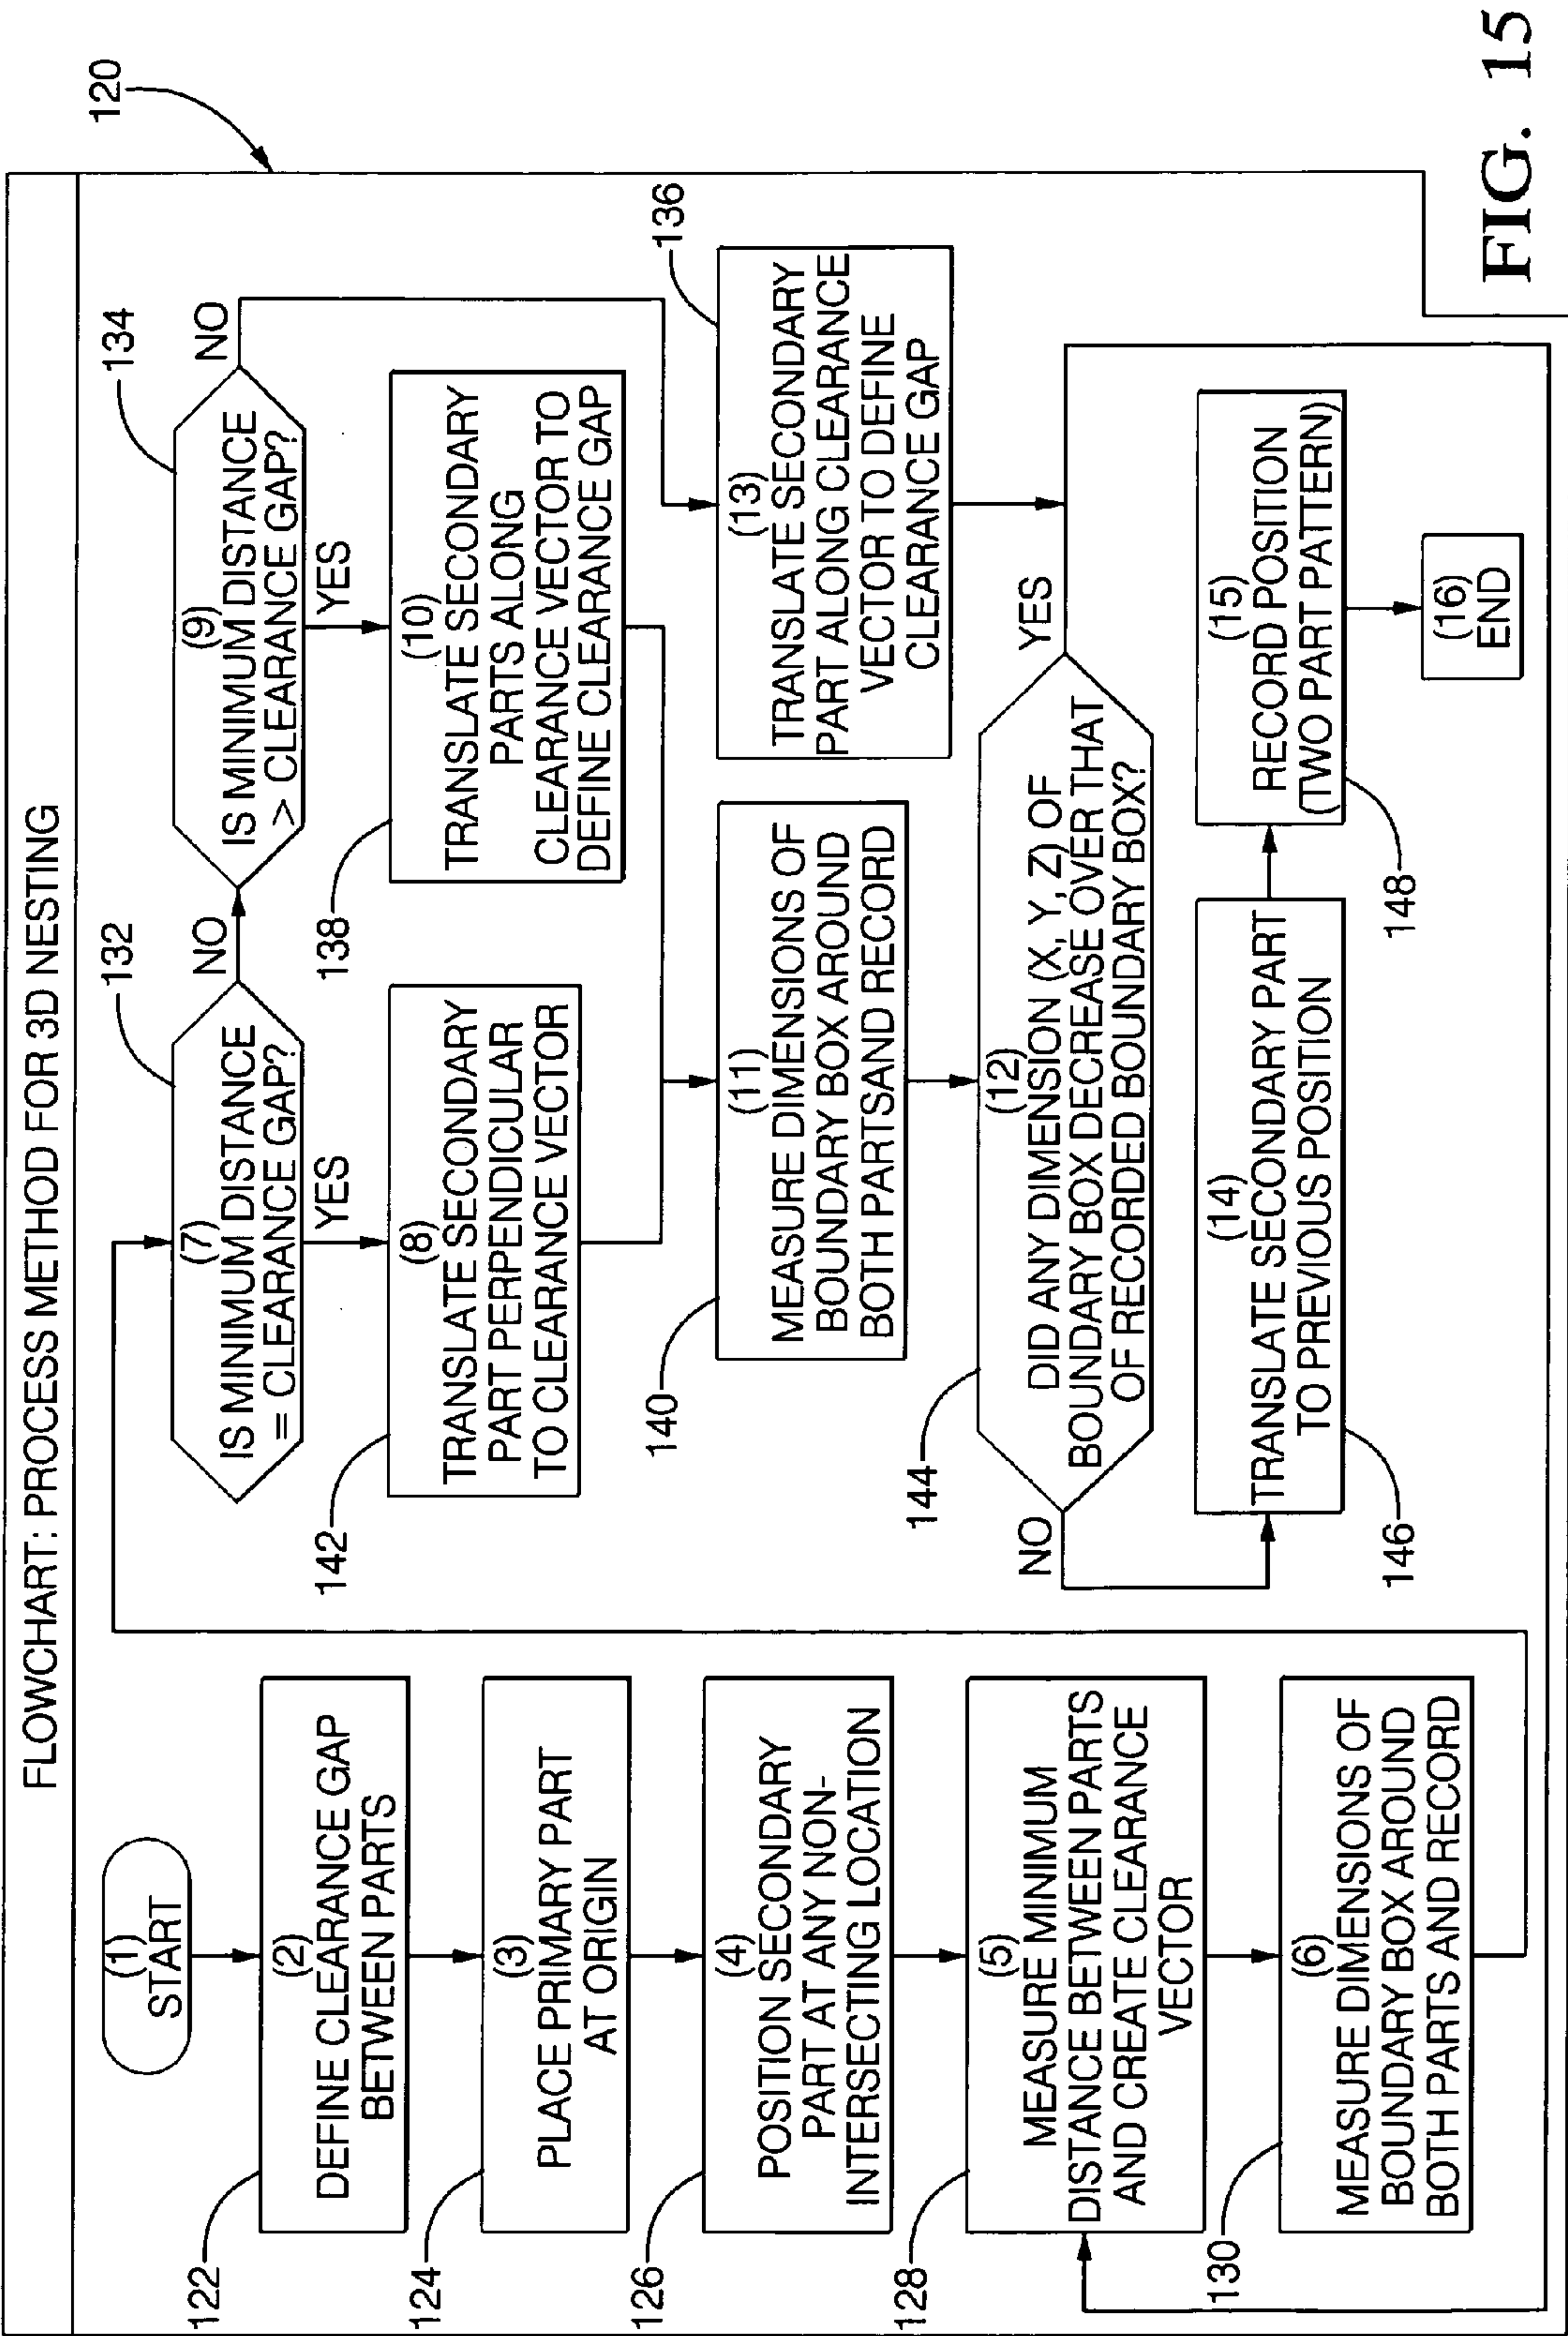 FLOWCHART: PROCESS METHOD FOR 3D NESTING
120
(1)
START
122
(2)
DEFINE CLEARANCE GAP
BETWEEN PARTS
124
(3)
PLACE PRIMARY PART
AT ORIGIN
126
(4)
POSITION SECONDARY
PART AT ANY NON-
INTERSECTING LOCATION
128
(5)
MEASURE MINIMUM
DISTANCE BETWEEN PARTS
AND CREATE CLEARANCE
VECTOR
130
(6)
MEASURE DIMENSIONS OF
BOUNDARY BOX AROUND
BOTH PARTS AND RECORD
132
(7)
IS MINIMUM DISTANCE
= CLEARANCE GAP?
NO
YES
134
(9)
IS MINIMUM DISTANCE
> CLEARANCE GAP?
NO
YES
142
(8)
TRANSLATE SECONDARY
PART PERPENDICULAR
TO CLEARANCE VECTOR
138
(10)
TRANSLATE SECONDARY
PARTS ALONG
CLEARANCE VECTOR TO
DEFINE CLEARANCE GAP
140
(11)
MEASURE DIMENSIONS OF
BOUNDARY BOX AROUND
BOTH PARTSAND RECORD
136
(13)
TRANSLATE SECONDARY
PART ALONG CLEARANCE
VECTOR TO DEFINE
CLEARANCE GAP
144
(12)
DID ANY DIMENSION (X, Y, Z) OF
BOUNDARY BOX DECREASE OVER THAT
OF RECORDED BOUNDARY BOX?
NO
YES
146
(14)
TRANSLATE SECONDARY PART
TO PREVIOUS POSITION
148
(15)
RECORD POSITION
(TWO PART PATTERN)
(16)
END
FIG. 15